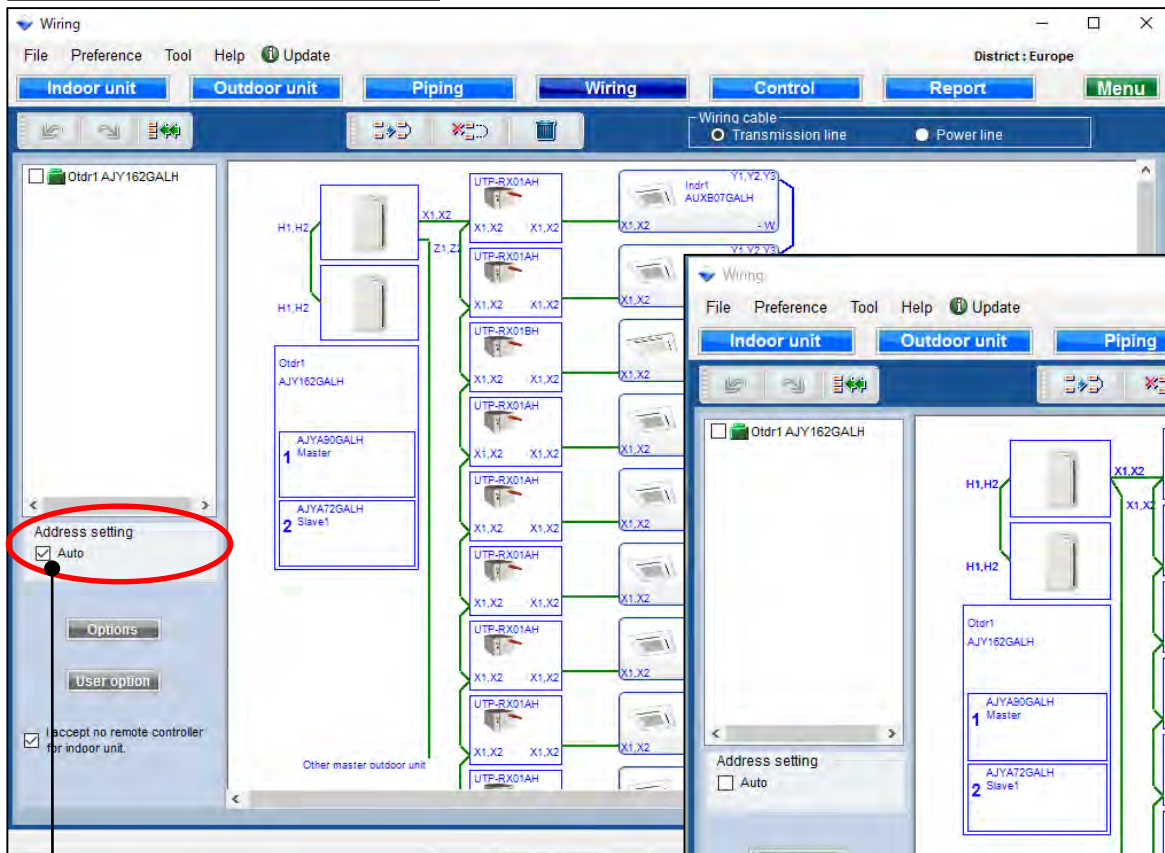 Wiring
File Preference Tool Help Update
District : Europe
Indoor unit Outdoor unit Piping Wiring Control Report Menu
Wiring cable
Transmission line Power line
Otdr1 AJY162GALH
Address setting
Auto
Options
User option
I accept no remote controller
for indoor unit.
H1,H2
X1,X2
H1,H2
Otdr1
AJY162GALH
AJYA90GALH
1 Master
AJYA72GALH
2 Slave1
Other master outdoor unit
UTP-RX01AH
X1,X2 X1,X2
UTP-RX01AH
X1,X2 X1,X2
UTP-RX01BH
X1,X2 X1,X2
UTP-RX01AH
X1,X2 X1,X2
UTP-RX01AH
X1,X2 X1,X2
UTP-RX01AH
X1,X2 X1,X2
UTP-RX01AH
X1,X2 X1,X2
UTP-RX01AH
X1,X2 X1,X2
UTP-RX01AH
Y1,Y2,Y3
Indr1
AUXB07GALH
X1,X2 - W
Y1,Y2,Y3
X1,X2
X1,X2
X1,X2
X1,X2
X1,X2
X1,X2
X1,X2
Wiring
File Preference Tool Help Update
Indoor unit Outdoor unit Piping
Otdr1 AJY162GALH
Address setting
Auto
H1,H2
X1,X2
H1,H2
Otdr1
AJY162GALH
AJYA90GALH
1 Master
AJYA72GALH
2 Slave1